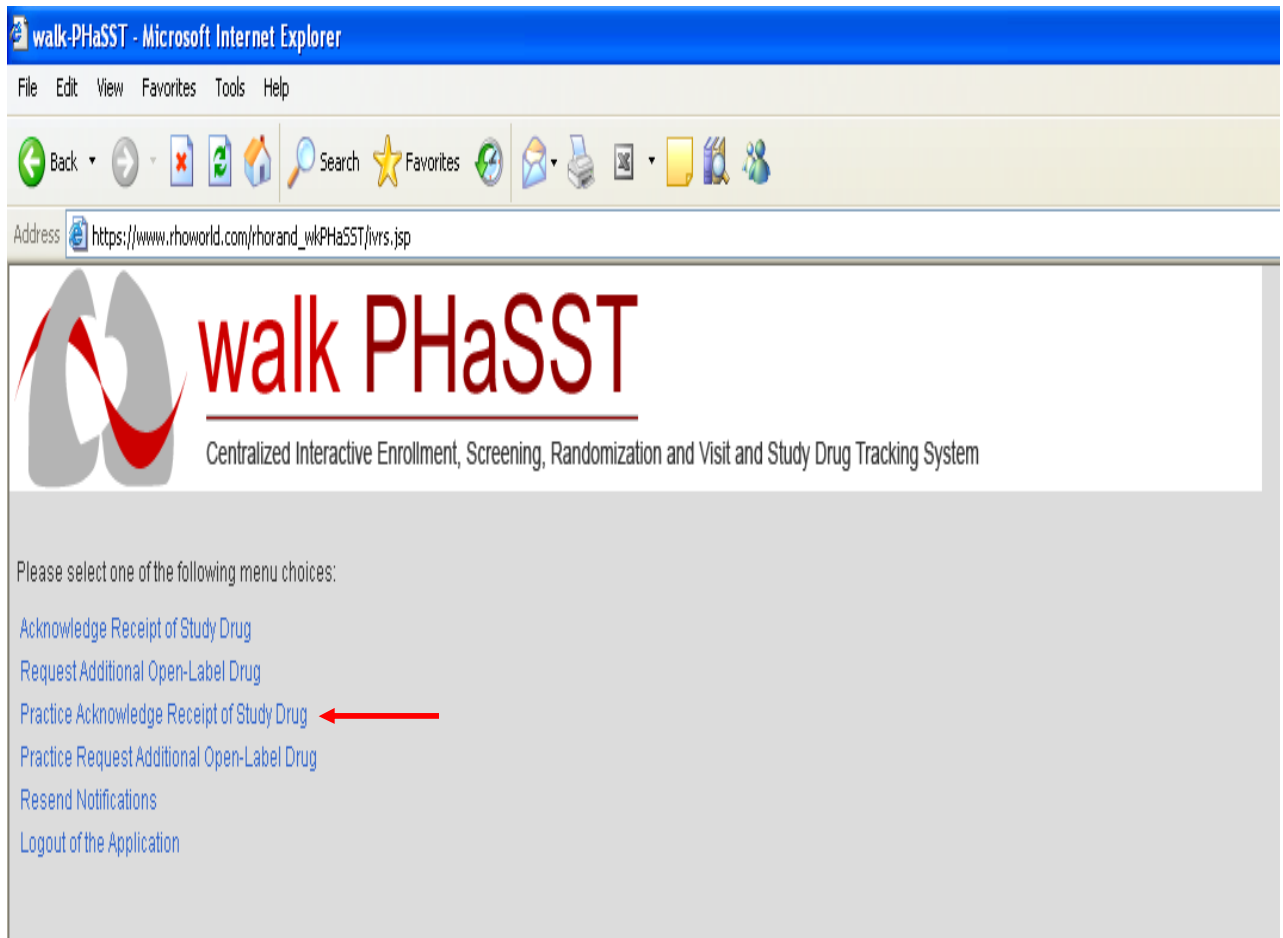 walk-PHaSST - Microsoft Internet Explorer
File Edit View Favorites Tools Help
Back Search Favorites
Address https://www.rhoworld.com/rhorand_wkPHaSST/ivrs.jsp
walk PHaSST
Centralized Interactive Enrollment, Screening, Randomization and Visit and Study Drug Tracking System
Please select one of the following menu choices:
Acknowledge Receipt of Study Drug
Request Additional Open-Label Drug
Practice Acknowledge Receipt of Study Drug
Practice Request Additional Open-Label Drug
Resend Notifications
Logout of the Application